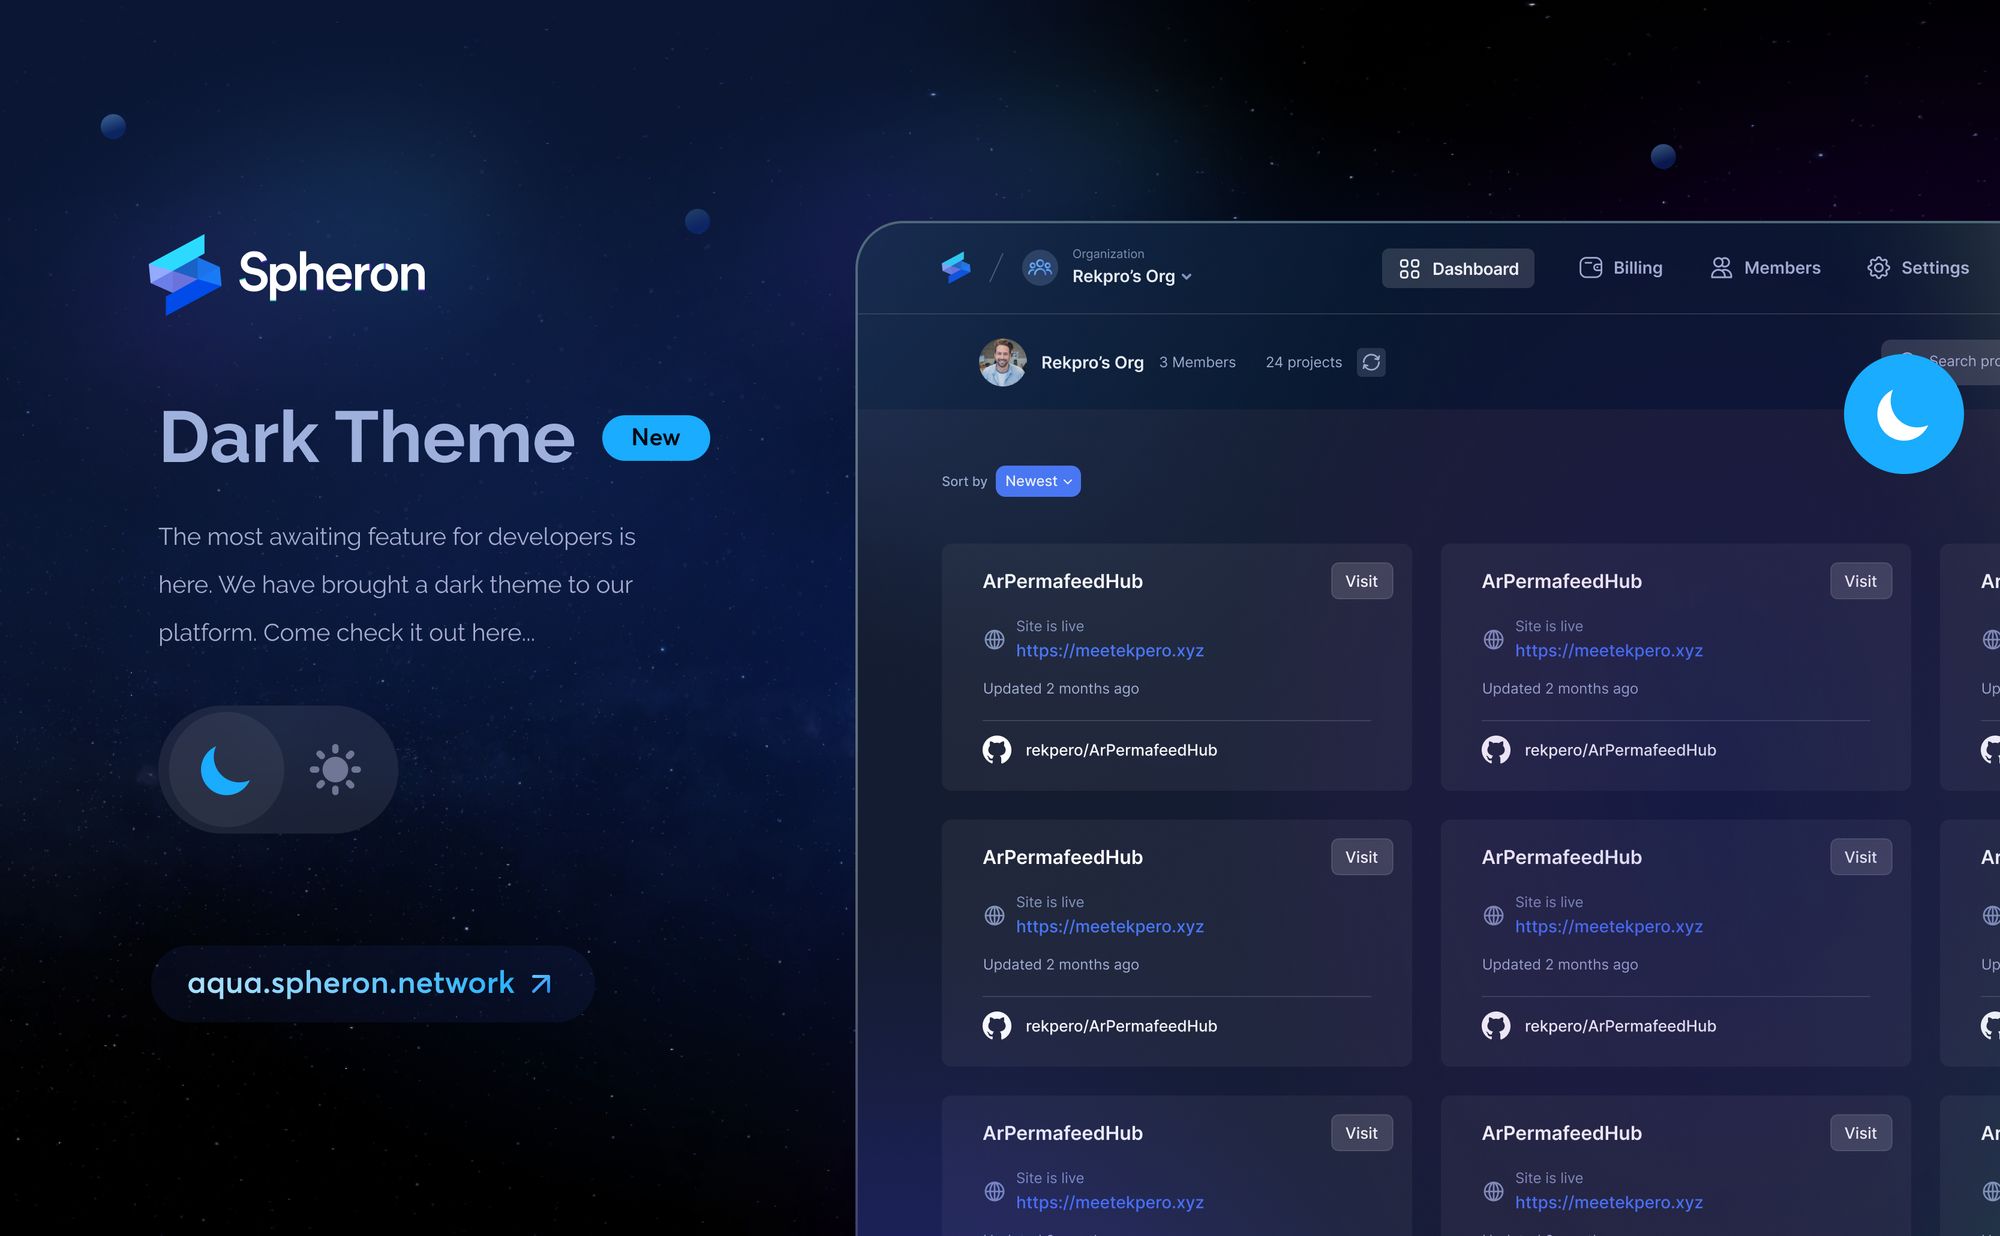 Spheron
Dark Theme
New
The most awaiting feature for developers is
here. We have brought a dark theme to our
platform. Come check it out here...
aqua.spheron.network
Organization
Rekpro's Org
Dashboard
Billing
Members
Settings
Rekpro's Org
3 Members
24 projects
Search pro
Sort by
Newest
ArPermafeedHub
Visit
Site is live
https://meetekpero.xyz
Updated 2 months ago
rekpero/ArPermafeedHub
ArPermafeedHub
Visit
Site is live
https://meetekpero.xyz
Updated 2 months ago
rekpero/ArPermafeedHub
Ar
Up
ArPermafeedHub
Visit
Site is live
https://meetekpero.xyz
Updated 2 months ago
rekpero/ArPermafeedHub
ArPermafeedHub
Visit
Site is live
https://meetekpero.xyz
Updated 2 months ago
rekpero/ArPermafeedHub
Ar
Up
ArPermafeedHub
Visit
Site is live
https://meetekpero.xyz
ArPermafeedHub
Visit
Site is live
https://meetekpero.xyz
Ar